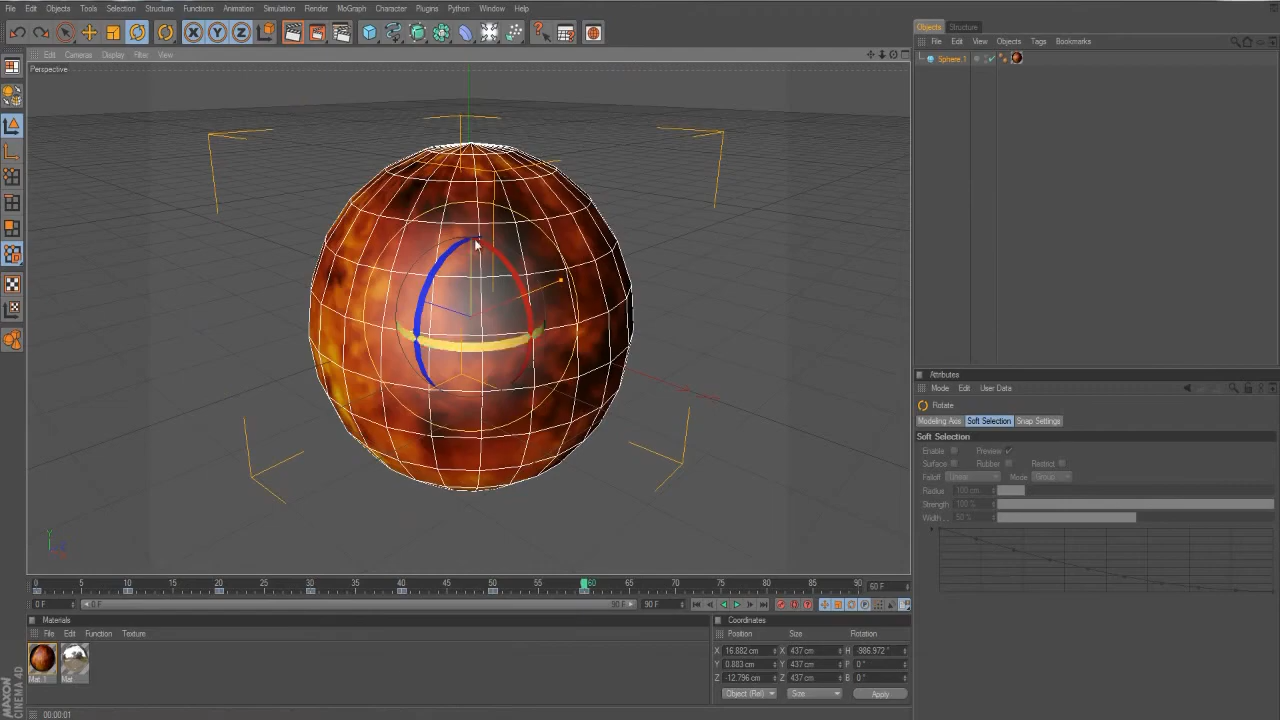 File Edit Tools Selection Structure Functions Animation Simulation Render MoGraph Character Plugins Python Window Help
X Y Z
Objects Structure
File Edit View Objects Tags Bookmarks
Edit Cameras Display Filter View
Perspective
Sphere.1
Attributes
Mode Edit User Data
Rotate
Modeling Axis Soft Selection Snap Settings
Soft Selection
Enable Preview
Surface Rubber Restrict
Falloff Linear Mode Group
Radius 100 cm
Strength 100 %
Width . . 50 %
Y
0 5 10 15 20 25 30 35 40 45 50 55 60 65 70 75 80 85 90 60 F
0 F 0 F 90 F 90 F
Materials
File Edit Function Texture
Mat.1 Mat
Coordinates
Position Size Rotation
X 16.882 cm X 437 cm H -986.972 °
Y 0.883 cm Y 437 cm P 0 °
Z -12.796 cm Z 437 cm B 0 °
Object (Rel) Size Apply
MAXON CINEMA 4D
00:00:01